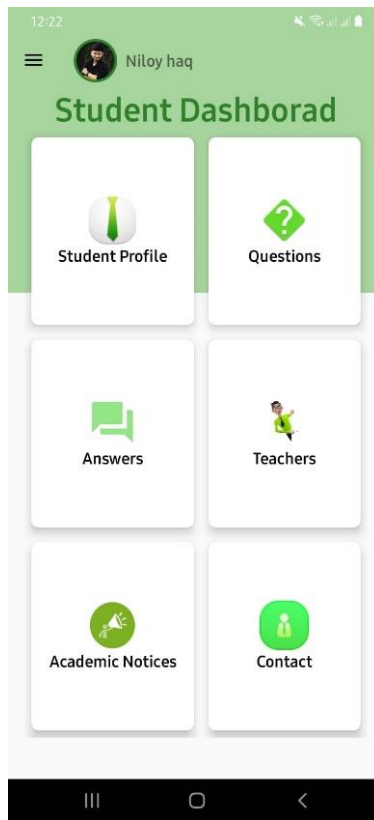 12:22
Niloy haq
Student Dashborad
Student Profile
Questions
Answers
Teachers
Academic Notices
Contact